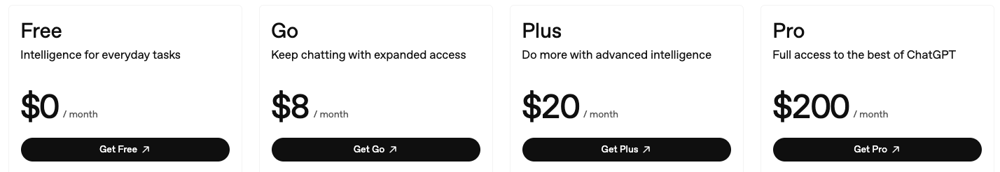 Free
Intelligence for everyday tasks
$0 / month
Get Free ↗
Go
Keep chatting with expanded access
$8 / month
Get Go ↗
Plus
Do more with advanced intelligence
$20 / month
Get Plus ↗
Pro
Full access to the best of ChatGPT
$200 / month
Get Pro ↗